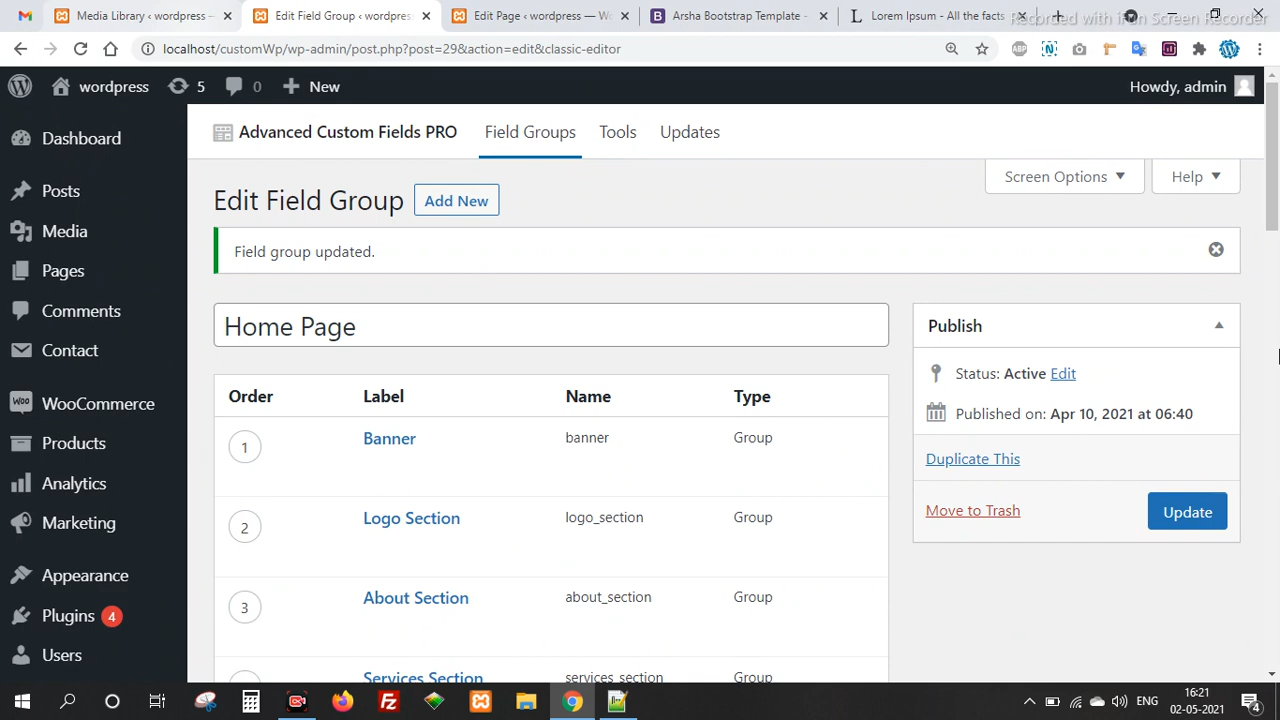 Media Library ‹ wordpress —
Edit Field Group ‹ wordpress —
Edit Page ‹ wordpress — Wo
Arsha Bootstrap Template -
Lorem Ipsum - All the facts
Recorded with iFun Screen Recorder
localhost/customWp/wp-admin/post.php?post=29&action=edit&classic-editor
wordpress 5 0 New
Howdy, admin
Dashboard
Posts
Media
Pages
Comments
Contact
WooCommerce
Products
Analytics
Marketing
Appearance
Plugins 4
Users
Advanced Custom Fields PRO Field Groups Tools Updates
Screen Options Help
Edit Field Group Add New
Field group updated.
Home Page
Order Label Name Type
1 Banner banner Group
2 Logo Section logo_section Group
3 About Section about_section Group
Services Section services_section Group
Publish
Status: Active Edit
Published on: Apr 10, 2021 at 06:40
Duplicate This
Move to Trash Update
ENG
16:21
02-05-2021
4